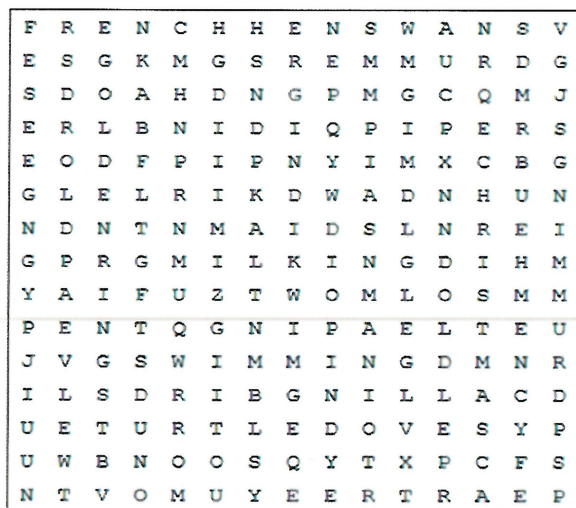 F R E N C H H E N S W A N S V
E S G K M G S R E M M U R D G
S D O A H D N G P M G C Q M J
E R L B N I D I Q P I P E R S
E O D F P I P N Y I M X C B G
G L E L R I K D W A D N H U N
N D N T N M A I D S L N R E I
G P R G M I L K I N G D I H M
Y A I F U Z T W O M L O S M M
P E N T Q G N I P A E L T E U
J V G S W I M M I N G D M N R
I L S D R I B G N I L L A C D
U E T U R T L E D O V E S Y P
U W B N O O S Q Y T X P C F S
N T V O M U Y E E R T R A E P